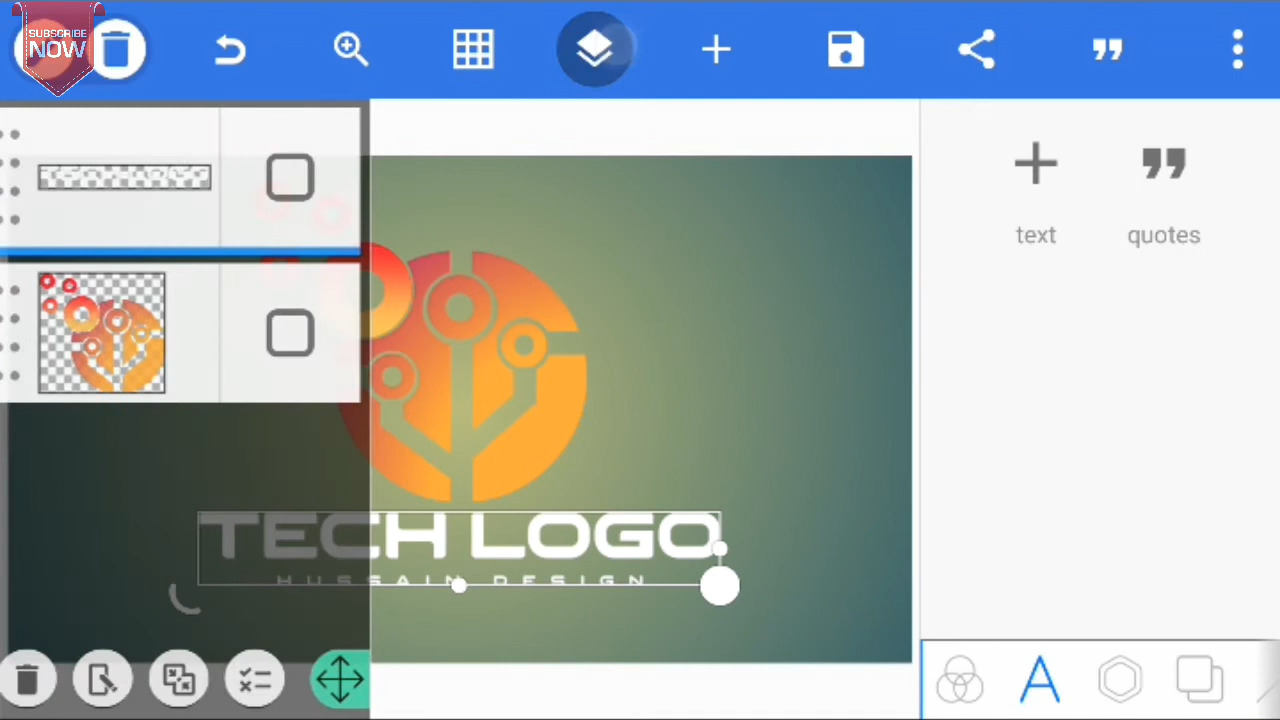 SUBSCRIBE
NOW
text
quotes
TECH LOGO
HUSSAIN DESIGN